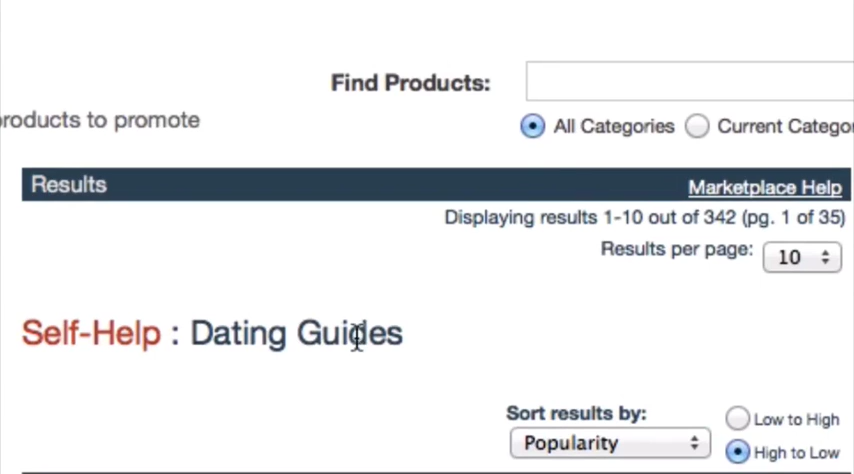 Find Products:
products to promote
All Categories Current Catego
Results Marketplace Help
Displaying results 1-10 out of 342 (pg. 1 of 35)
Results per page: 10
Self-Help : Dating Guides
Sort results by: Low to High
Popularity High to Low